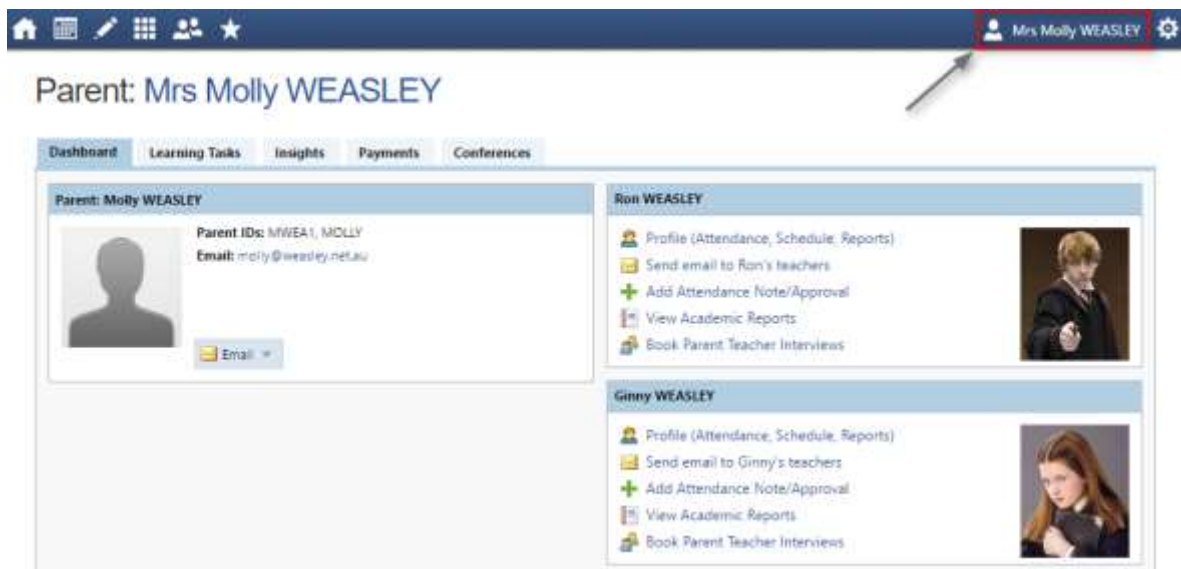 Mrs Molly WEASLEY
Parent: Mrs Molly WEASLEY
Dashboard Learning Tasks Insights Payments Conferences
Parent: Molly WEASLEY
Parent IDs: MWEA1, MOLLY
Email: molly@weasley.net.au
Email
Ron WEASLEY
Profile (Attendance, Schedule, Reports)
Send email to Ron's teachers
Add Attendance Note/Approval
View Academic Reports
Book Parent Teacher Interviews
Ginny WEASLEY
Profile (Attendance, Schedule, Reports)
Send email to Ginny's teachers
Add Attendance Note/Approval
View Academic Reports
Book Parent Teacher Interviews